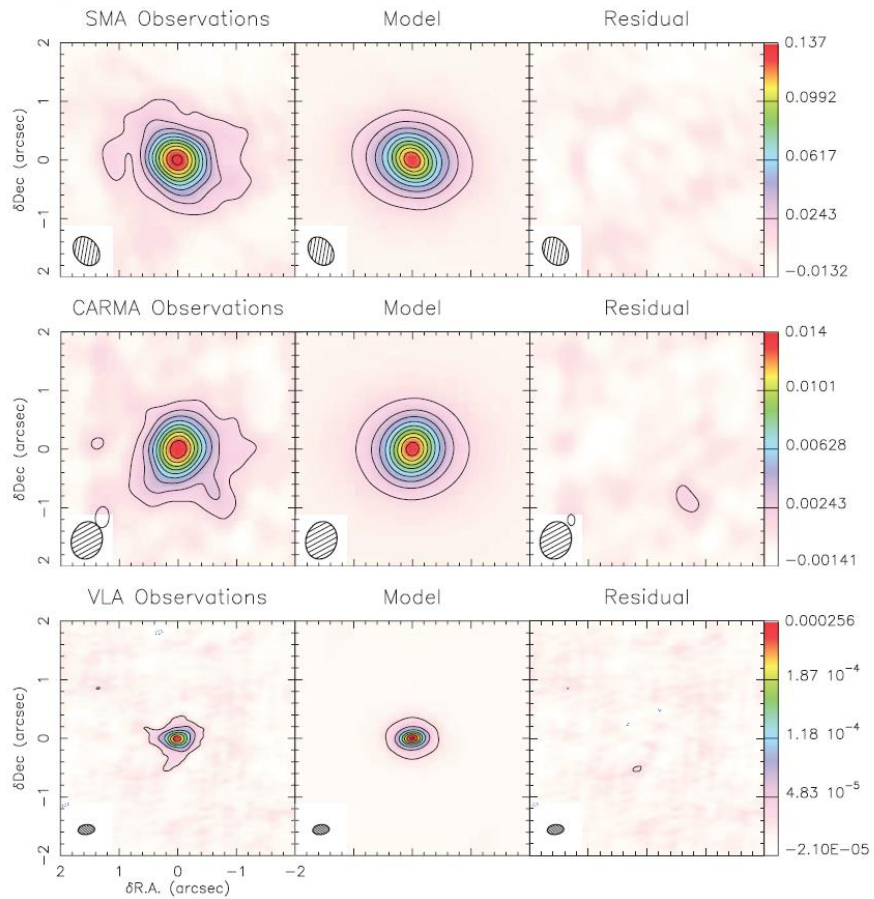 SMA Observations Model Residual
2 0.137
1 0.0992
δDec (arcsec) 0 0.0617
−1 0.0243
2 −0.0132
CARMA Observations Model Residual
2 0.014
1 0.0101
δDec (arcsec) 0 0.00628
−1 0.00243
2 −0.00141
VLA Observations Model Residual
2 0.000256
1 1.87 10⁻⁴
δDec (arcsec) 0 1.18 10⁻⁴
−1 4.83 10⁻⁵
−2 −2.10E−05
2 1 0 −1 −2
δR.A. (arcsec)